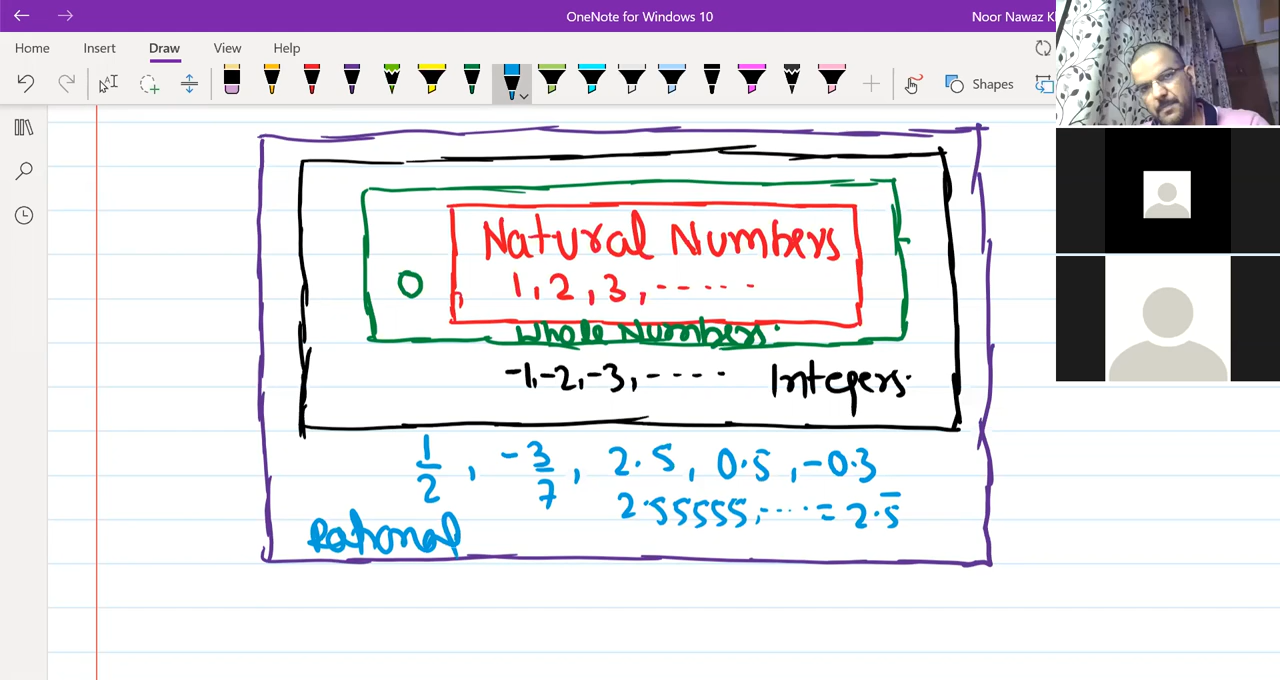 OneNote for Windows 10
Noor Nawaz K
Home Insert Draw View Help
Shapes
Natural Numbers
0 1, 2, 3, ......
Whole Numbers.
-1, -2, -3, ..... Integers.
1/2, -3/7, 2.5, 0.5, -0.3
2.55555, ..... = 2.5̅
Rational